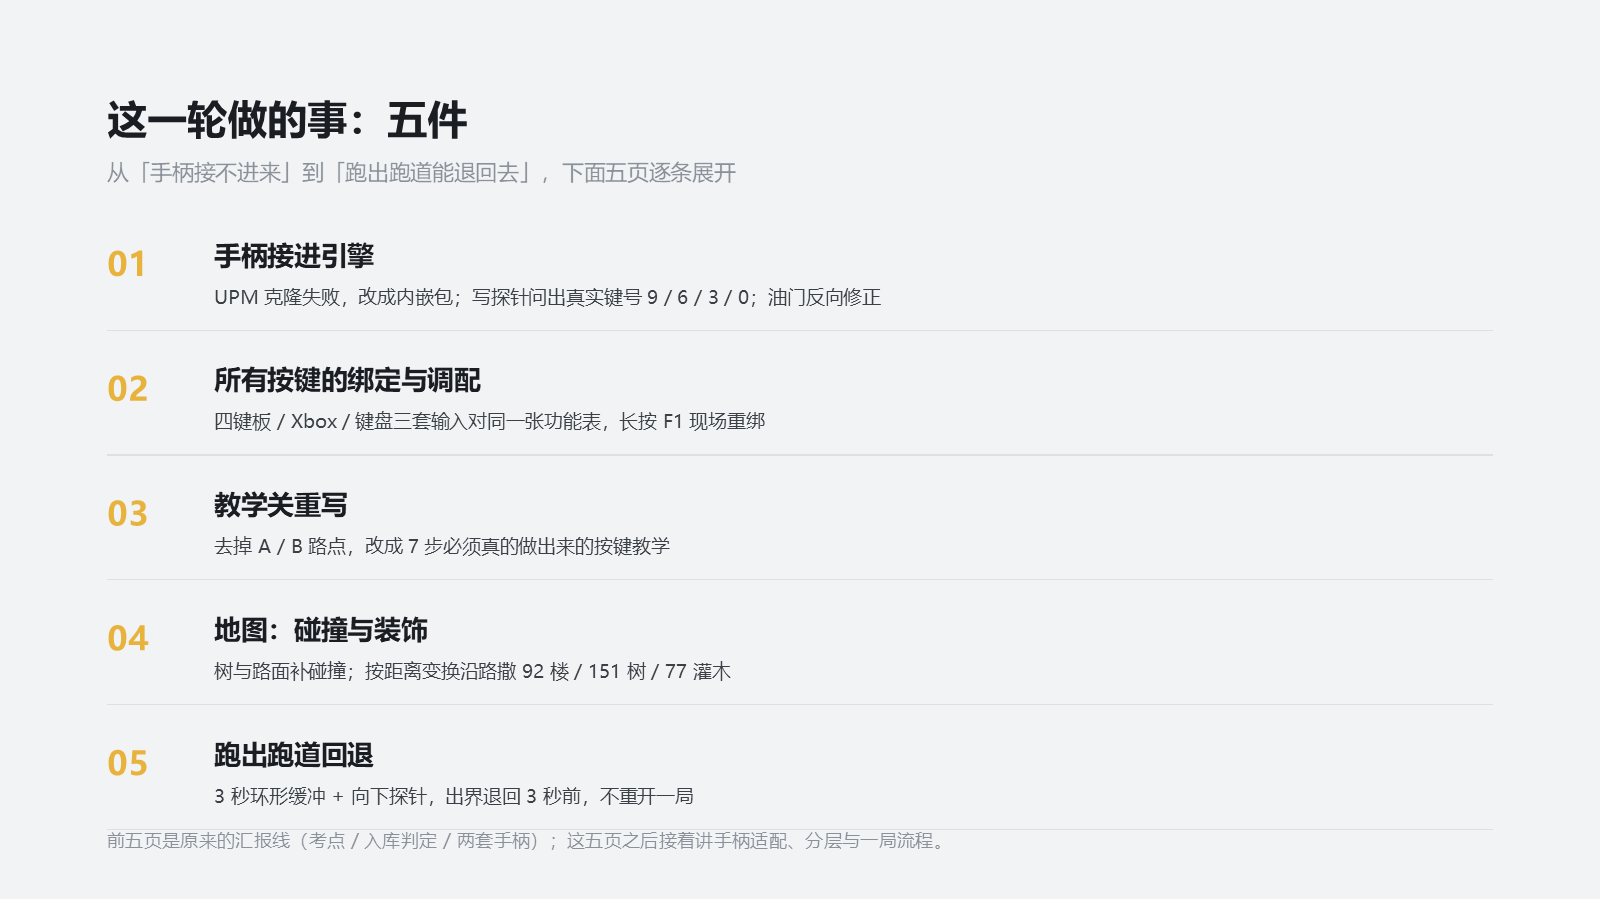 这一轮做的事：五件
从「手柄接不进来」到「跑出跑道能退回去」，下面五页逐条展开
01
手柄接进引擎
UPM 克隆失败，改成内嵌包；写探针问出真实键号 9 / 6 / 3 / 0；油门反向修正
02
所有按键的绑定与调配
四键板 / Xbox / 键盘三套输入对同一张功能表，长按 F1 现场重绑
03
教学关重写
去掉 A / B 路点，改成 7 步必须真的做出来的按键教学
04
地图：碰撞与装饰
树与路面补碰撞；按距离变换沿路撒 92 楼 / 151 树 / 77 灌木
05
跑出跑道回退
3 秒环形缓冲 + 向下探针，出界退回 3 秒前，不重开一局
前五页是原来的汇报线（考点 / 入库判定 / 两套手柄）；这五页之后接着讲手柄适配、分层与一局流程。